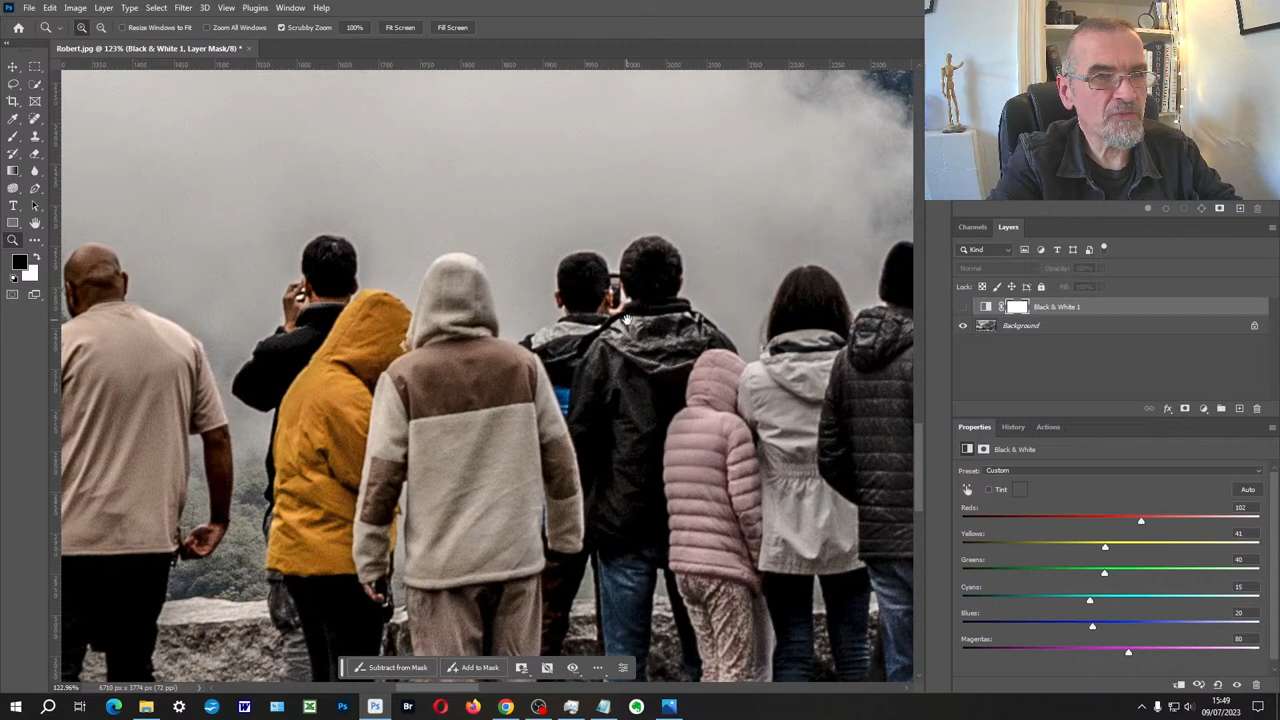 File Edit Image Layer Type Select Filter 3D View Plugins Window Help
Resize Windows to Fit Zoom All Windows Scrubby Zoom 100% Fit Screen Fill Screen
Robert.jpg @ 123% (Black & White 1, Layer Mask/8) *
Channels Layers
Kind
Normal Opacity: 100%
Lock: Fill: 100%
Black & White 1
Background
Properties History Actions
Black & White
Preset: Custom
Tint Auto
Reds: 102
Yellows: 41
Greens: 40
Cyans: 15
Blues: 20
Magentas: 80
Subtract from Mask Add to Mask
122.96% 6710 px x 3774 px (72 ppi)
15:49
09/07/2023